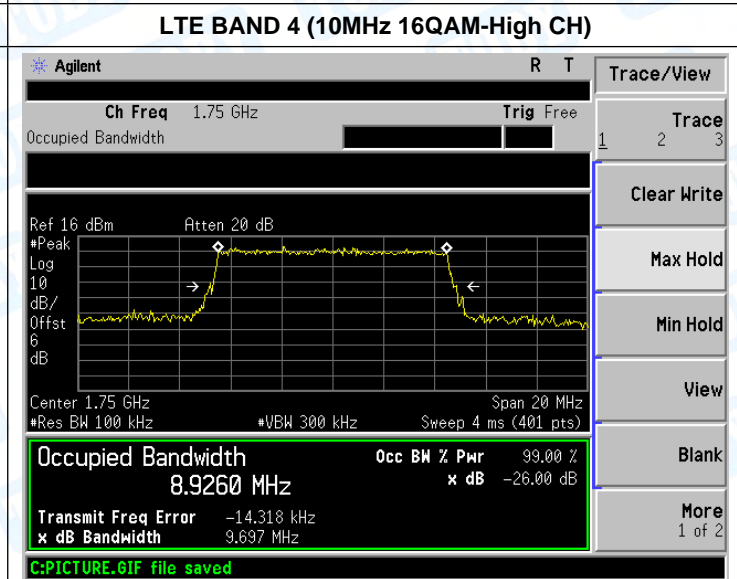 LTE BAND 4 (10MHz 16QAM-High CH)
Agilent R T
Trace/View
Ch Freq 1.75 GHz Trig Free
Occupied Bandwidth
Trace
1 2 3
Clear Write
Ref 16 dBm Atten 20 dB
#Peak
Log
10
dB/
Offst
6
dB
Max Hold
Min Hold
View
Center 1.75 GHz Span 20 MHz
#Res BW 100 kHz #VBW 300 kHz Sweep 4 ms (401 pts)
Occupied Bandwidth Occ BW % Pwr 99.00 %
8.9260 MHz x dB -26.00 dB
Blank
Transmit Freq Error -14.318 kHz
x dB Bandwidth 9.697 MHz
More
1 of 2
C:PICTURE.GIF file saved